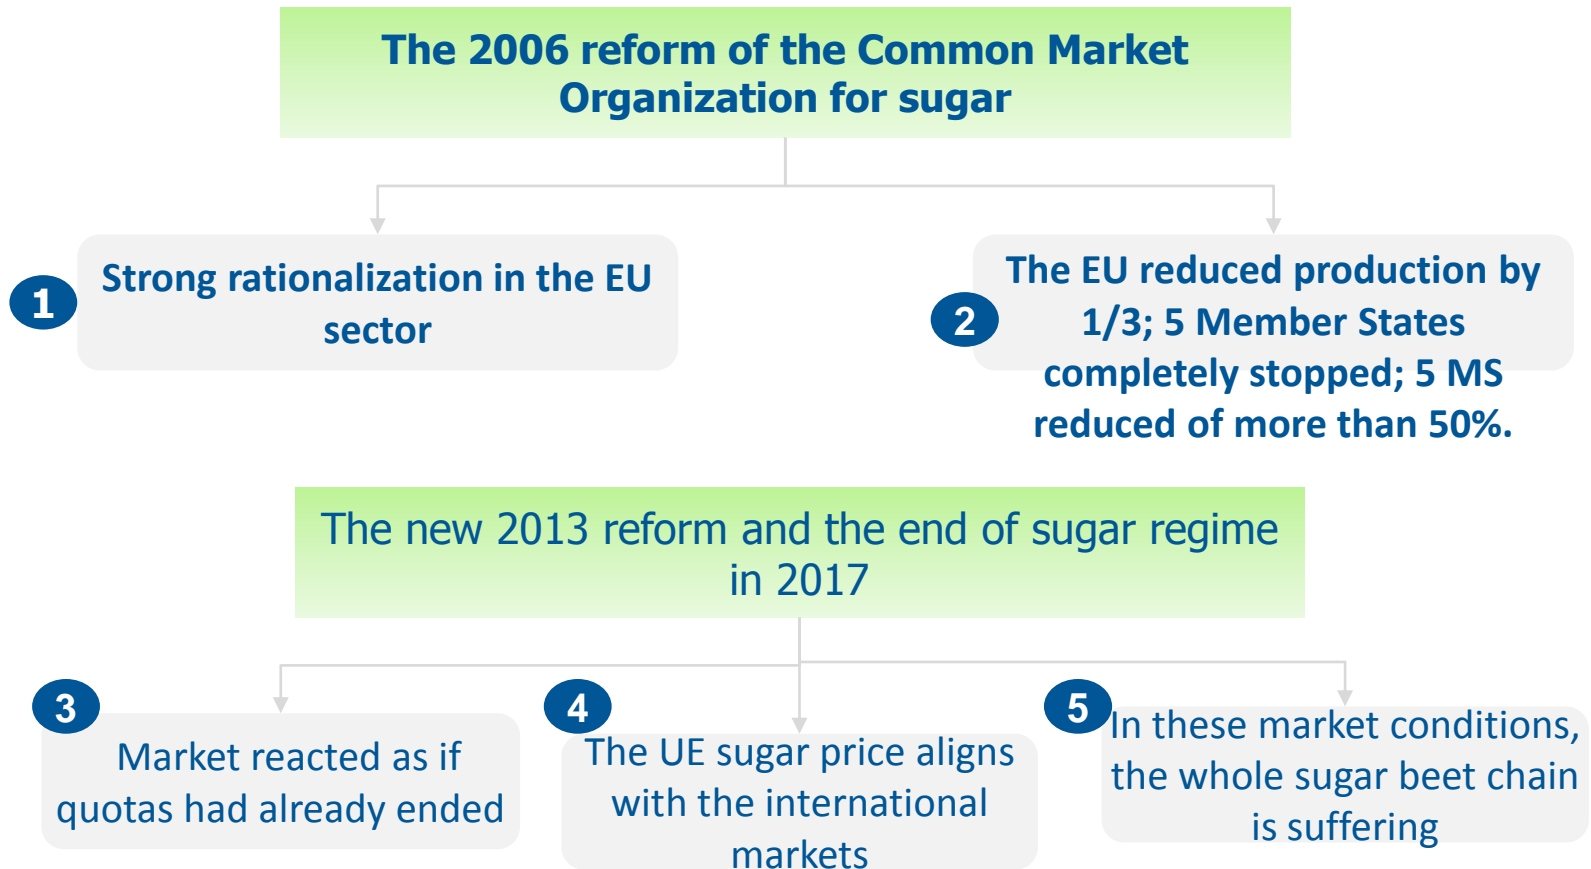 The 2006 reform of the Common Market
Organization for sugar
1
Strong rationalization in the EU
sector
2
The EU reduced production by
1/3; 5 Member States
completely stopped; 5 MS
reduced of more than 50%.
The new 2013 reform and the end of sugar regime
in 2017
3
Market reacted as if
quotas had already ended
4
The UE sugar price aligns
with the international
markets
5
In these market conditions,
the whole sugar beet chain
is suffering